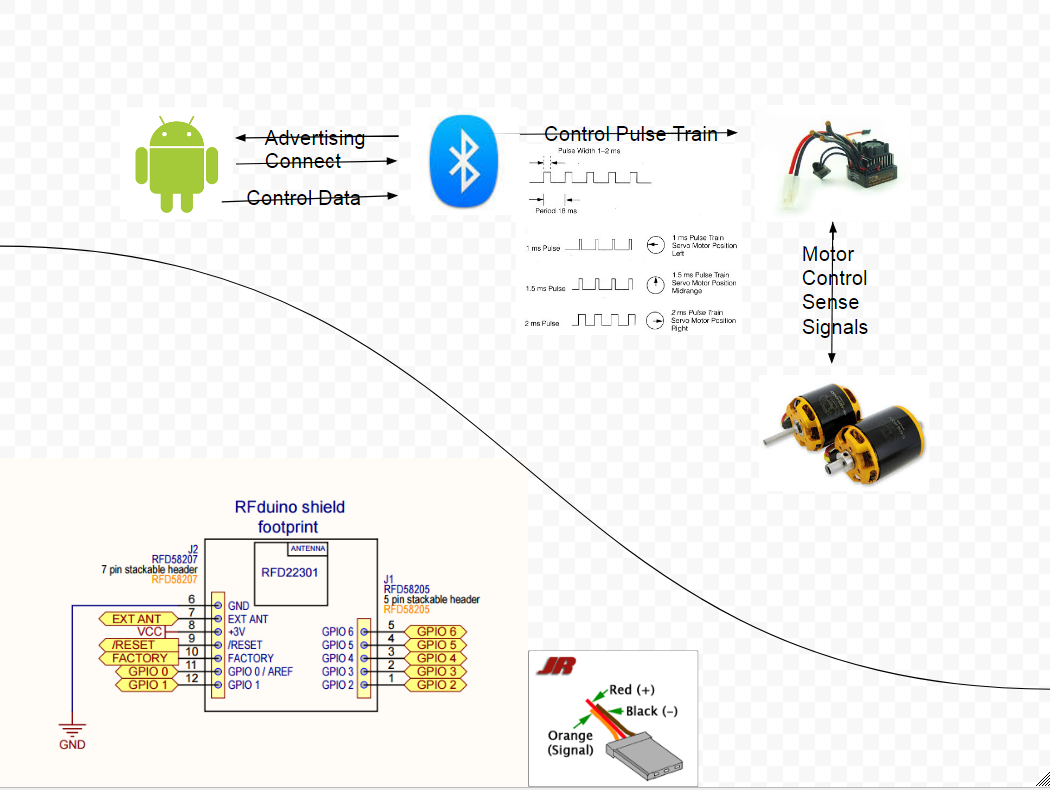 Advertising
Connect
Control Data
Control Pulse Train
Pulse Width 1–2 ms
Period 18 ms
1 ms Pulse
1 ms Pulse Train
Servo Motor Position
Left
1.5 ms Pulse
1.5 ms Pulse Train
Servo Motor Position
Midrange
2 ms Pulse
2 ms Pulse Train
Servo Motor Position
Right
Motor
Control
Sense
Signals
RFduino shield
footprint
ANTENNA
RFD22301
J2
RFD58207
7 pin stackable header
RFD58207
J1
RFD58205
5 pin stackable header
RFD58205
6 GND
EXT ANT 7 EXT ANT
VCC 8 +3V
/RESET 9 /RESET
FACTORY 10 FACTORY
GPIO 0 11 GPIO 0 / AREF
GPIO 1 12 GPIO 1
GPIO 6 5 GPIO 6
GPIO 5 4 GPIO 5
GPIO 4 3 GPIO 4
GPIO 3 2 GPIO 3
GPIO 2 1 GPIO 2
GND
JR
Red (+)
Black (–)
Orange
(Signal)